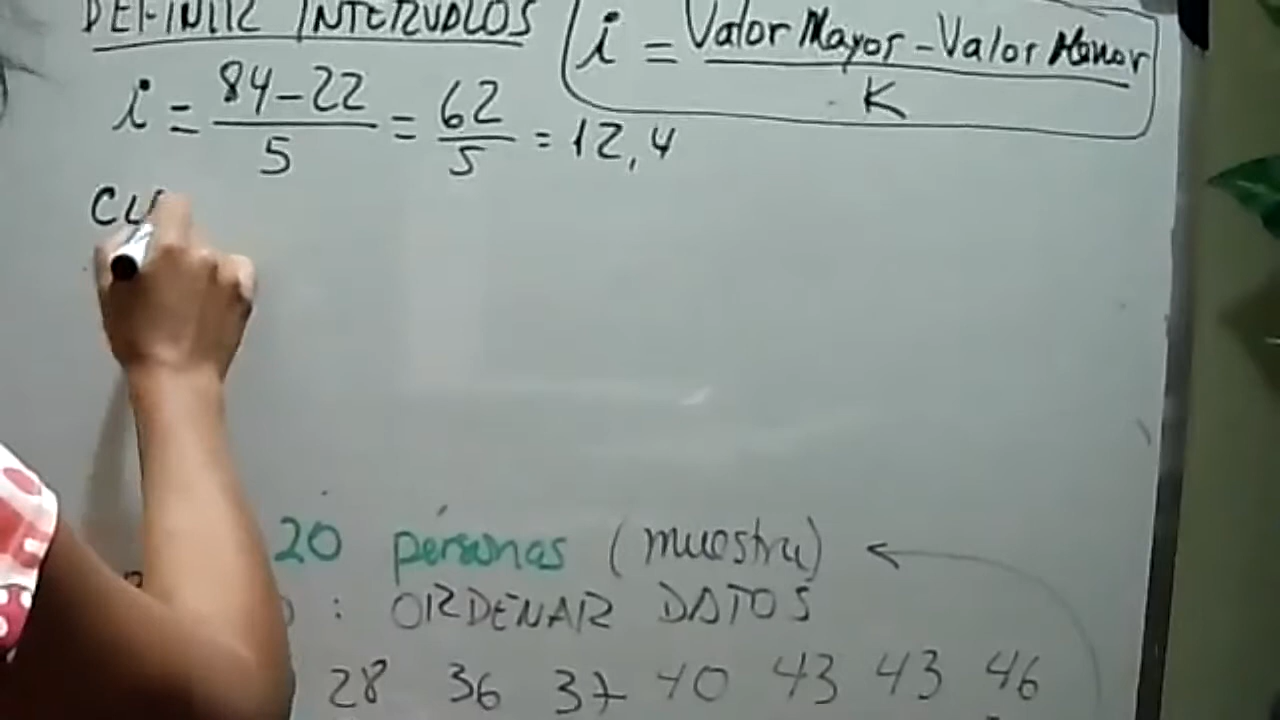 DEFINIR INTERVALOS
i = Valor Mayor - Valor Menor / K
i = 84-22 / 5 = 62 / 5 = 12,4
CU
20 personas (muestra)
: ORDENAR DATOS
28 36 37 40 43 43 46